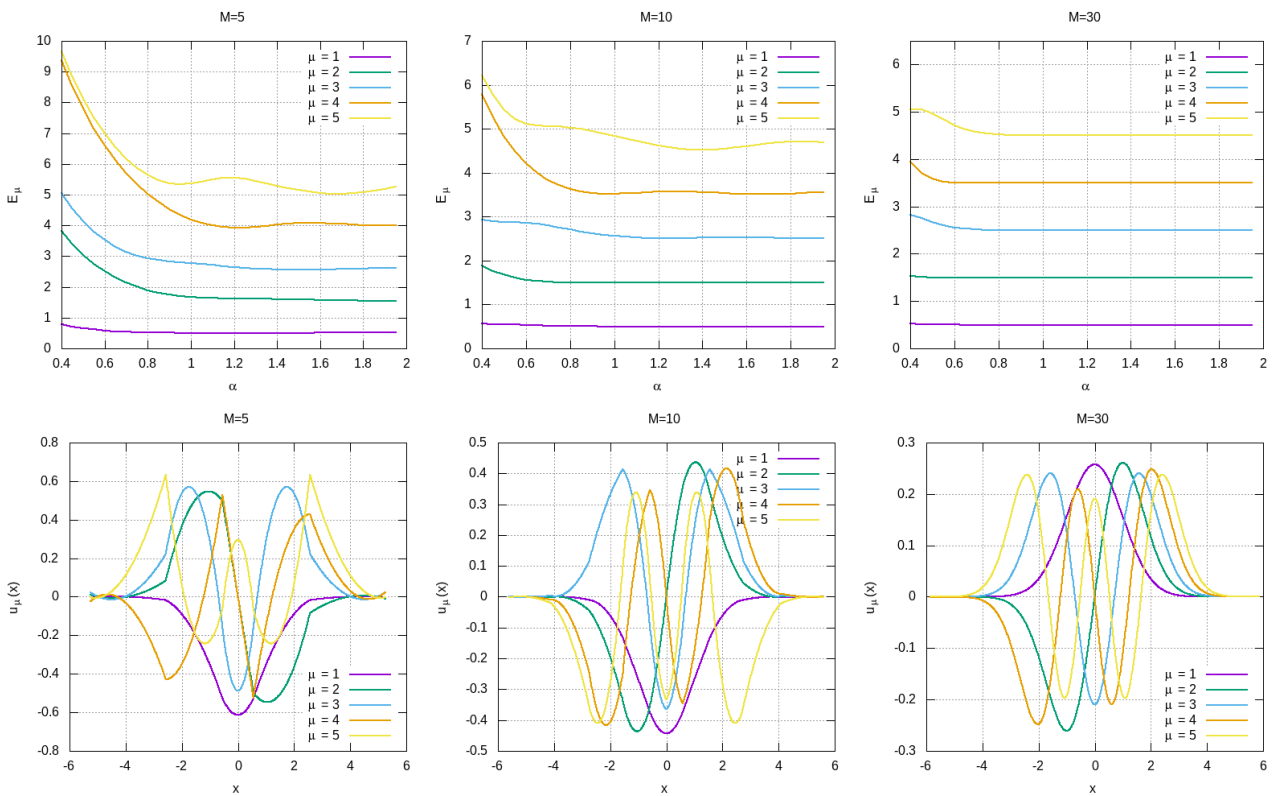 M=5
10
9
8
7
6
5
4
3
2
1
0
E_μ
0.4 0.6 0.8 1 1.2 1.4 1.6 1.8 2
α
μ = 1
μ = 2
μ = 3
μ = 4
μ = 5
M=10
7
6
5
4
3
2
1
0
E_μ
0.4 0.6 0.8 1 1.2 1.4 1.6 1.8 2
α
μ = 1
μ = 2
μ = 3
μ = 4
μ = 5
M=30
6
5
4
3
2
1
0
E_μ
0.4 0.6 0.8 1 1.2 1.4 1.6 1.8 2
α
μ = 1
μ = 2
μ = 3
μ = 4
μ = 5
M=5
0.8
0.6
0.4
0.2
0
-0.2
-0.4
-0.6
-0.8
u_μ(x)
-6 -4 -2 0 2 4 6
x
μ = 1
μ = 2
μ = 3
μ = 4
μ = 5
M=10
0.5
0.4
0.3
0.2
0.1
0
-0.1
-0.2
-0.3
-0.4
-0.5
u_μ(x)
-6 -4 -2 0 2 4 6
x
μ = 1
μ = 2
μ = 3
μ = 4
μ = 5
M=30
0.3
0.2
0.1
0
-0.1
-0.2
-0.3
u_μ(x)
-6 -4 -2 0 2 4 6
x
μ = 1
μ = 2
μ = 3
μ = 4
μ = 5